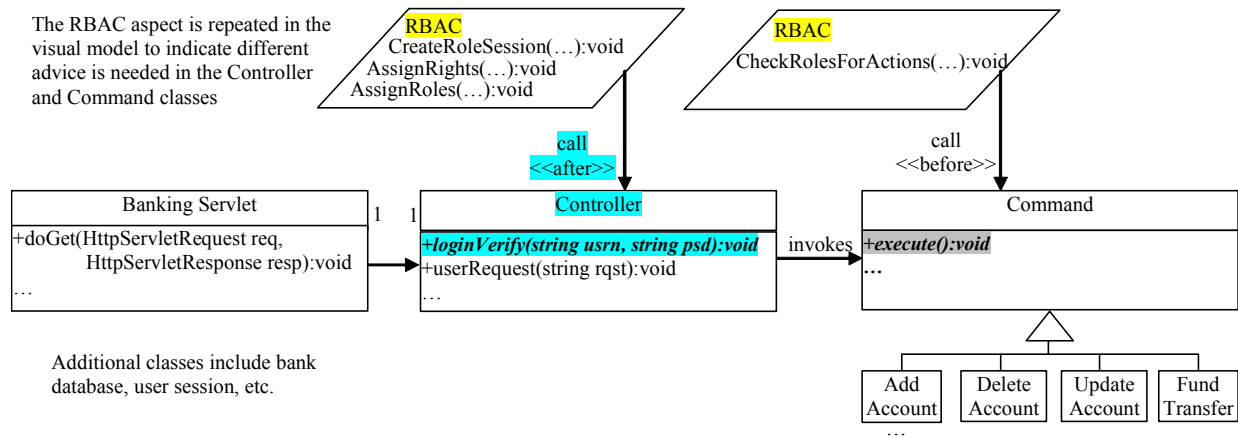 The RBAC aspect is repeated in the
visual model to indicate different
advice is needed in the Controller
and Command classes
RBAC
CreateRoleSession(…):void
AssignRights(…):void
AssignRoles(…):void
RBAC
CheckRolesForActions(…):void
call
<<after>>
call
<<before>>
Banking Servlet
+doGet(HttpServletRequest req,
HttpServletResponse resp):void
…
1
1
Controller
+loginVerify(string usrn, string psd):void
+userRequest(string rqst):void
…
invokes
Command
+execute():void
…
Additional classes include bank
database, user session, etc.
Add
Account
Delete
Account
Update
Account
Fund
Transfer
…